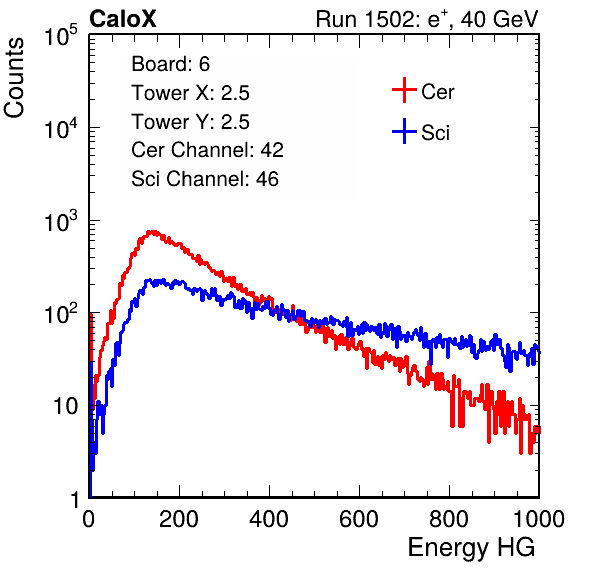 CaloX Run 1502: e⁺, 40 GeV
Counts
Board: 6
Tower X: 2.5
Tower Y: 2.5
Cer Channel: 42
Sci Channel: 46
Cer
Sci
10⁵
10⁴
10³
10²
10
1
0 200 400 600 800 1000
Energy HG